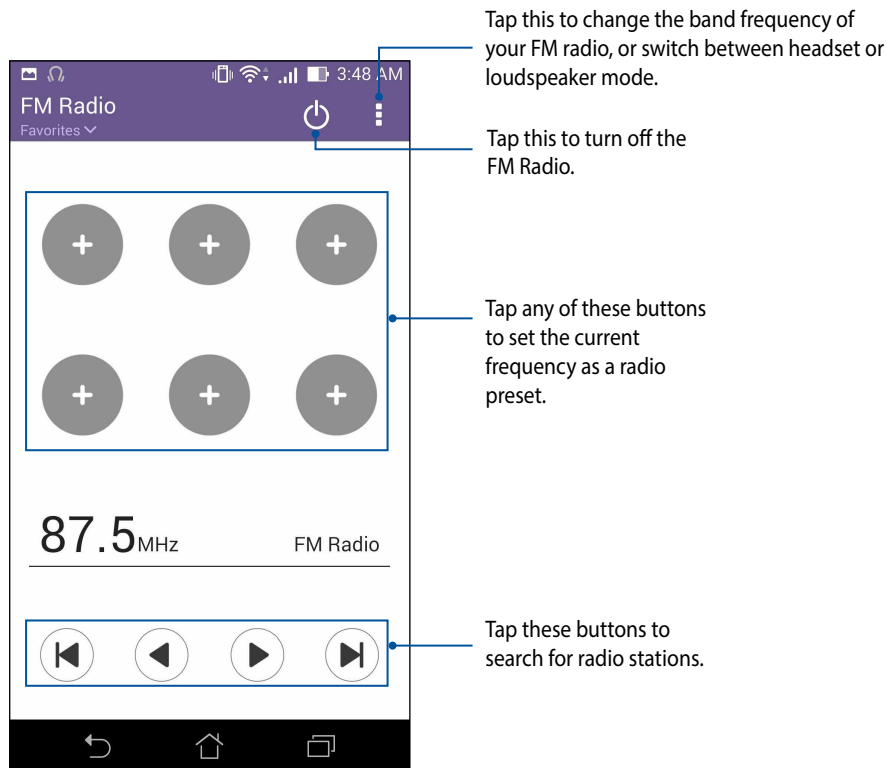 Tap this to change the band frequency of
your FM radio, or switch between headset or
loudspeaker mode.
3:48 AM
FM Radio
Favorites
Tap this to turn off the
FM Radio.
Tap any of these buttons
to set the current
frequency as a radio
preset.
87.5MHz
FM Radio
Tap these buttons to
search for radio stations.